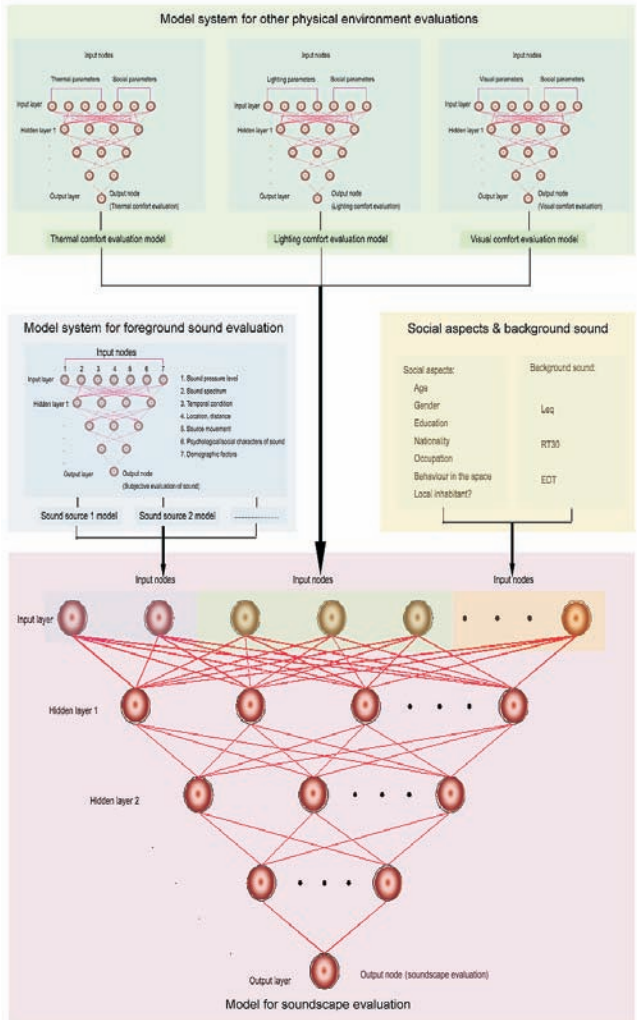 Model system for other physical environment evaluations
Input nodes
Thermal parameters Social parameters
Input layer
Hidden layer 1
Output layer
Output node
(Thermal comfort evaluation)
Thermal comfort evaluation model
Input nodes
Lighting parameters Social parameters
Input layer
Hidden layer 1
Output layer
Output node
(Lighting comfort evaluation)
Lighting comfort evaluation model
Input nodes
Visual parameters Social parameters
Input layer
Hidden layer 1
Output layer
Output node
(Visual comfort evaluation)
Visual comfort evaluation model
Model system for foreground sound evaluation
Input nodes
1 2 3 4 5 6 7
Input layer
Hidden layer 1
1. Sound pressure level
2. Sound spectrum
3. Temporal condition
4. Location, distance
5. Source movement
6. Psychological/social characters of sound
7. Demographic factors
Output layer
Output node
(Subjective evaluation of sound)
Sound source 1 model Sound source 2 model ................
Social aspects & background sound
Social aspects:
Age
Gender
Education
Nationality
Occupation
Behaviour in the space
Local inhabitant?
Background sound:
Leq
RT30
EDT
Input nodes Input nodes Input nodes
Input layer
Hidden layer 1
Hidden layer 2
Output layer
Output node (soundscape evaluation)
Model for soundscape evaluation